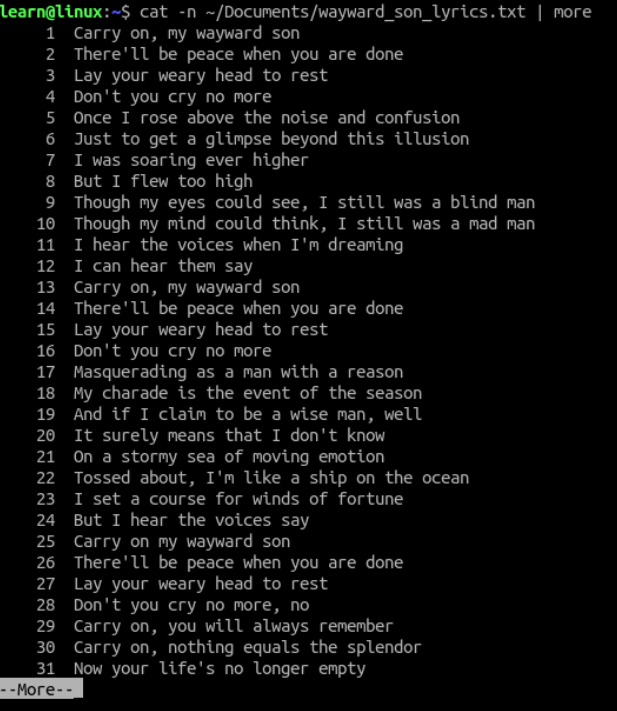 learn@linux:~$ cat -n ~/Documents/wayward_son_lyrics.txt | more
1 Carry on, my wayward son
2 There'll be peace when you are done
3 Lay your weary head to rest
4 Don't you cry no more
5 Once I rose above the noise and confusion
6 Just to get a glimpse beyond this illusion
7 I was soaring ever higher
8 But I flew too high
9 Though my eyes could see, I still was a blind man
10 Though my mind could think, I still was a mad man
11 I hear the voices when I'm dreaming
12 I can hear them say
13 Carry on, my wayward son
14 There'll be peace when you are done
15 Lay your weary head to rest
16 Don't you cry no more
17 Masquerading as a man with a reason
18 My charade is the event of the season
19 And if I claim to be a wise man, well
20 It surely means that I don't know
21 On a stormy sea of moving emotion
22 Tossed about, I'm like a ship on the ocean
23 I set a course for winds of fortune
24 But I hear the voices say
25 Carry on my wayward son
26 There'll be peace when you are done
27 Lay your weary head to rest
28 Don't you cry no more, no
29 Carry on, you will always remember
30 Carry on, nothing equals the splendor
31 Now your life's no longer empty
--More--